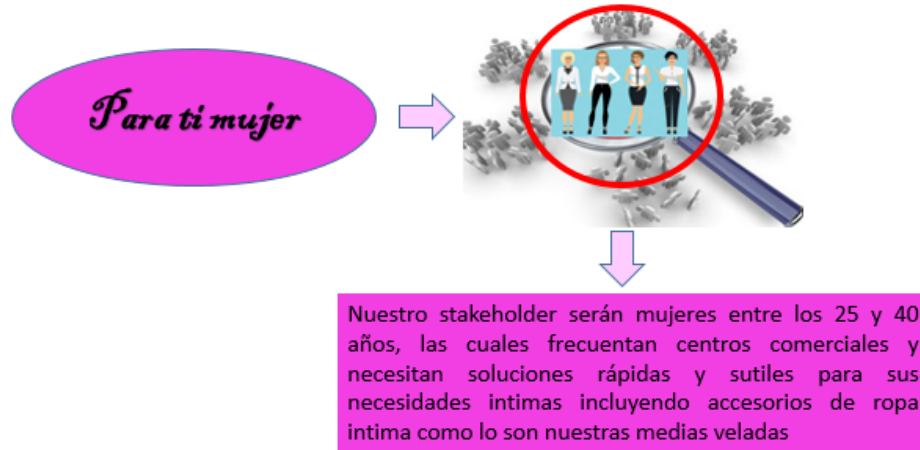 Para ti mujer
Nuestro stakeholder serán mujeres entre los 25 y 40
años, las cuales frecuentan centros comerciales y
necesitan soluciones rápidas y sutiles para sus
necesidades intimas incluyendo accesorios de ropa
intima como lo son nuestras medias veladas